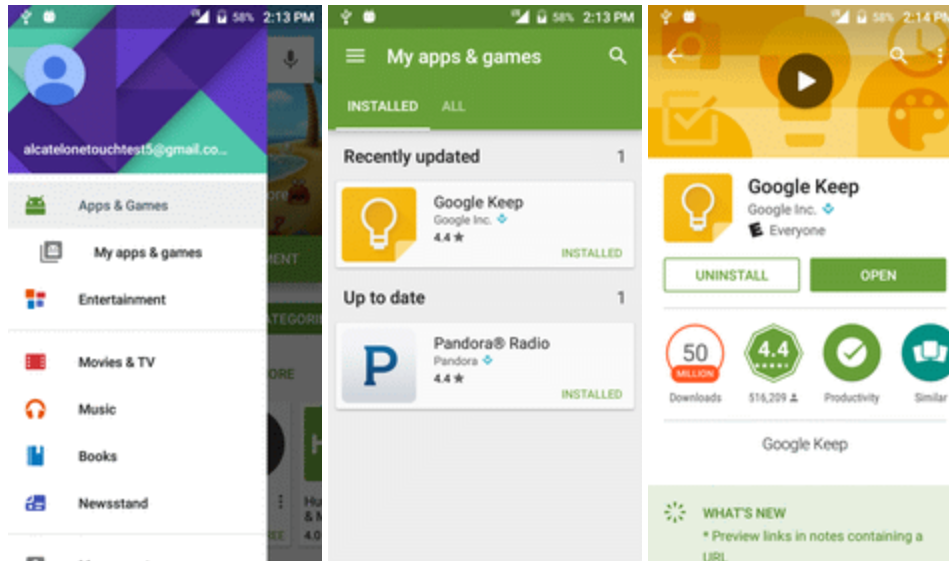 58% 2:13 PM
alcatelonetouchtest5@gmail.co...
Apps & Games
My apps & games
Entertainment
Movies & TV
Music
Books
Newsstand
58% 2:13 PM
My apps & games
INSTALLED ALL
Recently updated 1
Google Keep
Google Inc.
4.4 ★
INSTALLED
Up to date 1
P
Pandora® Radio
Pandora
4.4 ★
INSTALLED
58% 2:14 PM
Google Keep
Google Inc.
E Everyone
UNINSTALL OPEN
50
MILLION
4.4
Downloads 516,209 Productivity Similar
Google Keep
WHAT'S NEW
* Preview links in notes containing a
URL